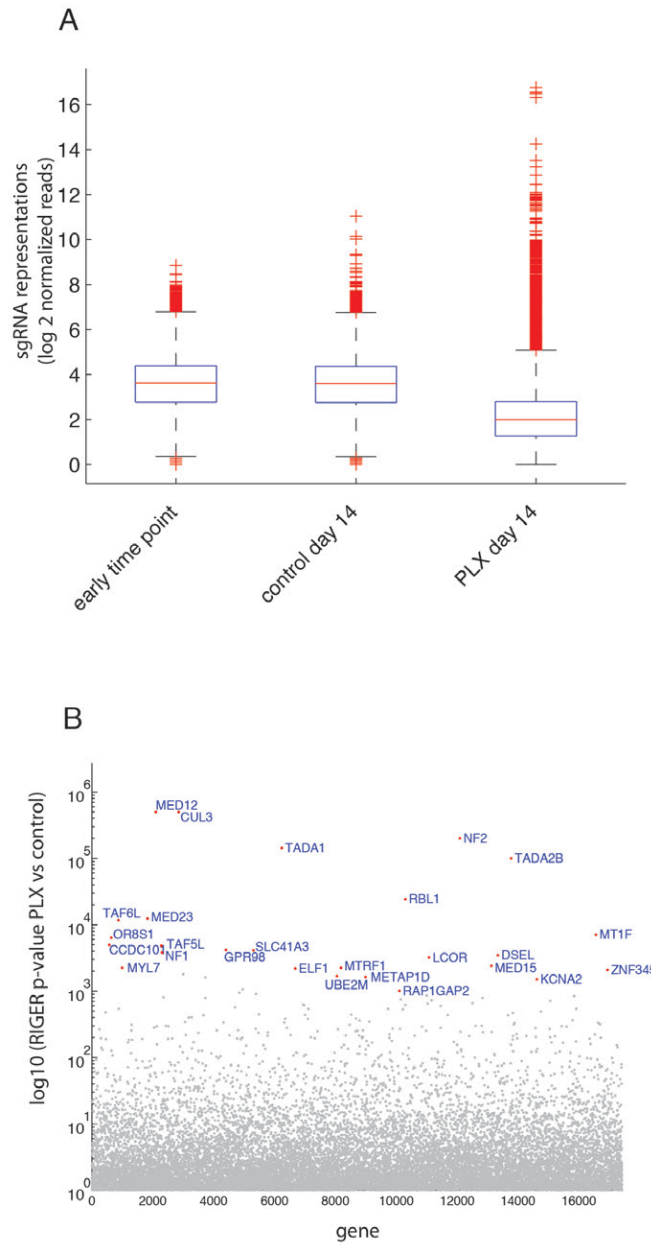 A
sgRNA representations
(log 2 normalized reads)
16
14
12
10
8
6
4
2
0
early time point
control day 14
PLX day 14
B
log10 (RIGER p-value PLX vs control)
10^6
10^5
10^4
10^3
10^2
10^1
10^0
MED12
CUL3
TADA1
NF2
TADA2B
RBL1
TAF6L
MED23
OR8S1
MT1F
CCDC101
TAF5L
NF1
GPR98
SLC41A3
LCOR
DSEL
MYL7
ELF1
MTRF1
MED15
ZNF345
UBE2M
METAP1D
KCNA2
RAP1GAP2
0
2000
4000
6000
8000
10000
12000
14000
16000
gene